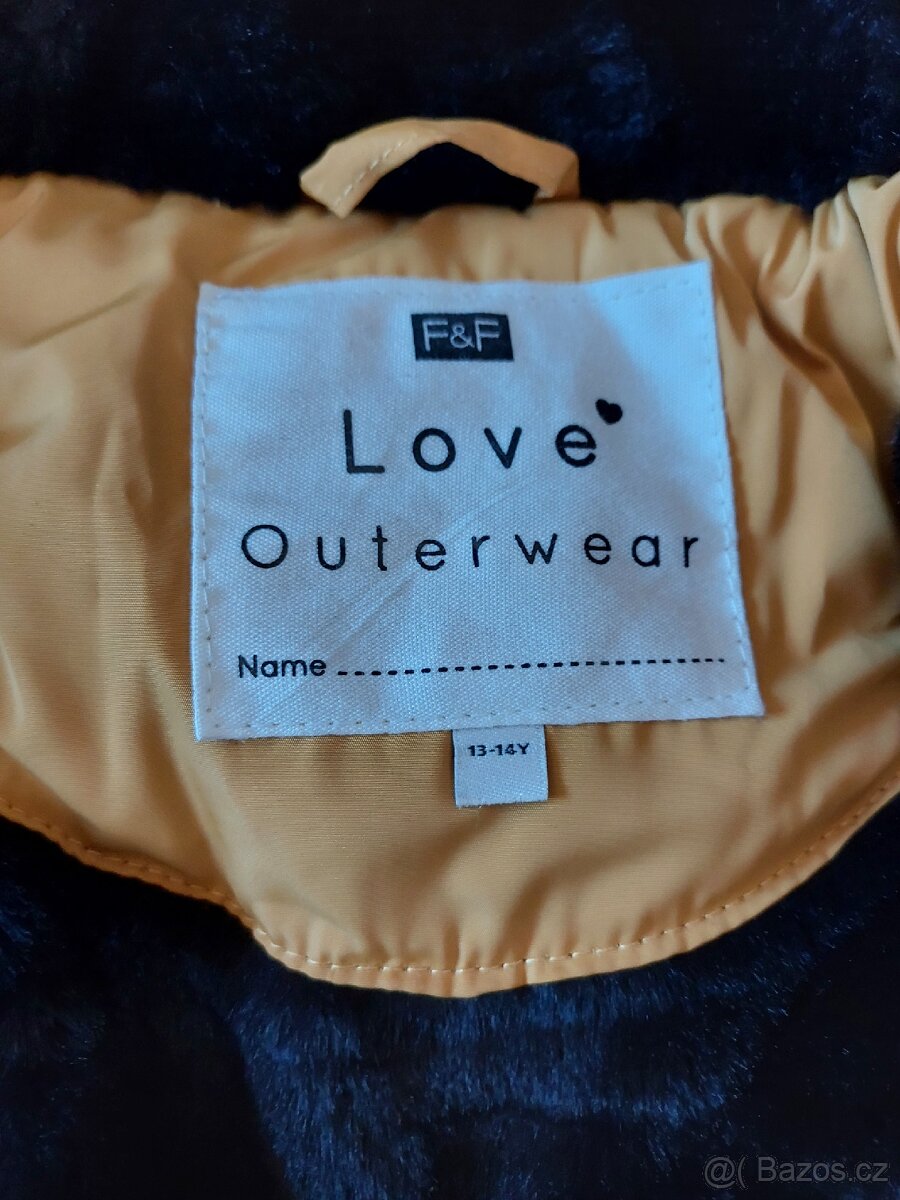 F&F
Love
Outerwear
Name
13-14Y
@( Bazos.cz